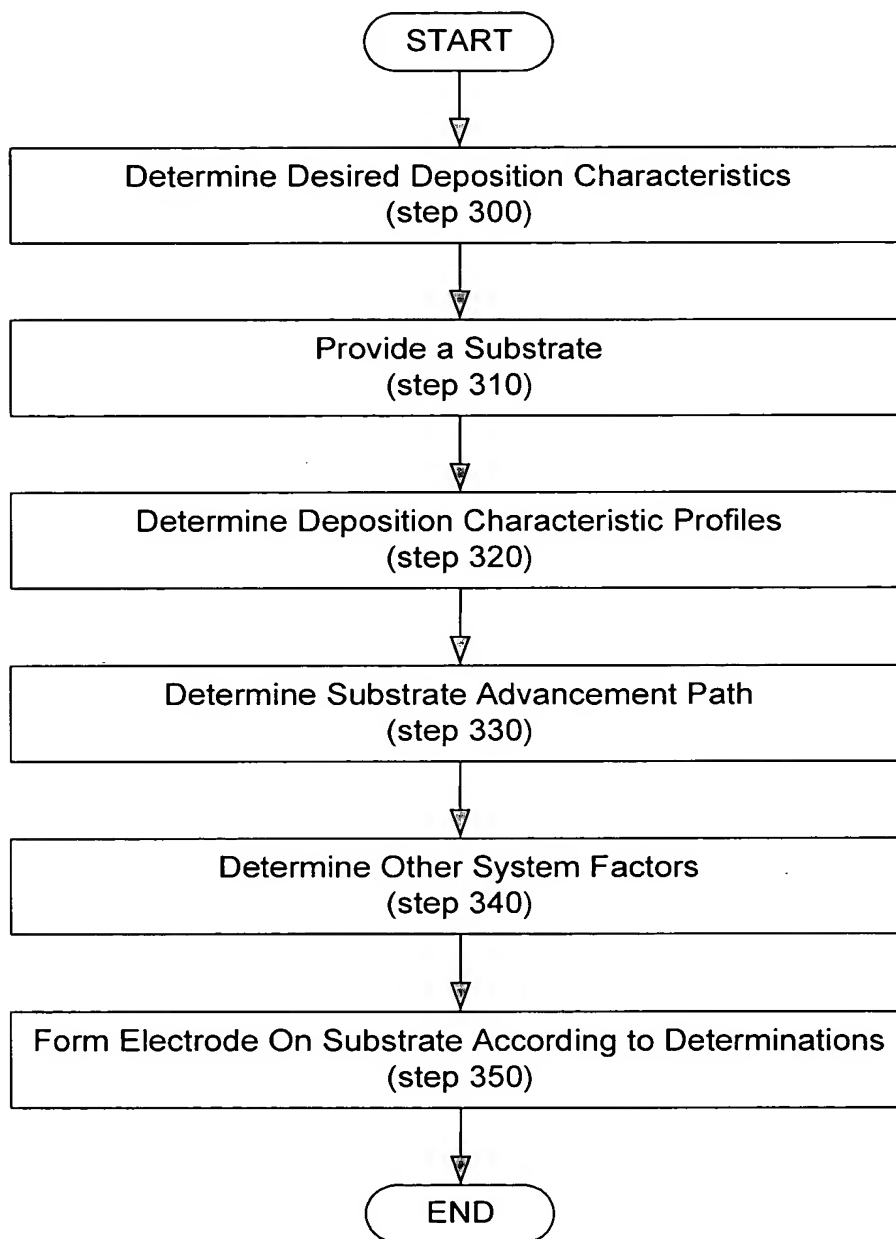 START
Determine Desired Deposition Characteristics
(step 300)
Provide a Substrate
(step 310)
Determine Deposition Characteristic Profiles
(step 320)
Determine Substrate Advancement Path
(step 330)
Determine Other System Factors
(step 340)
Form Electrode On Substrate According to Determinations
(step 350)
END